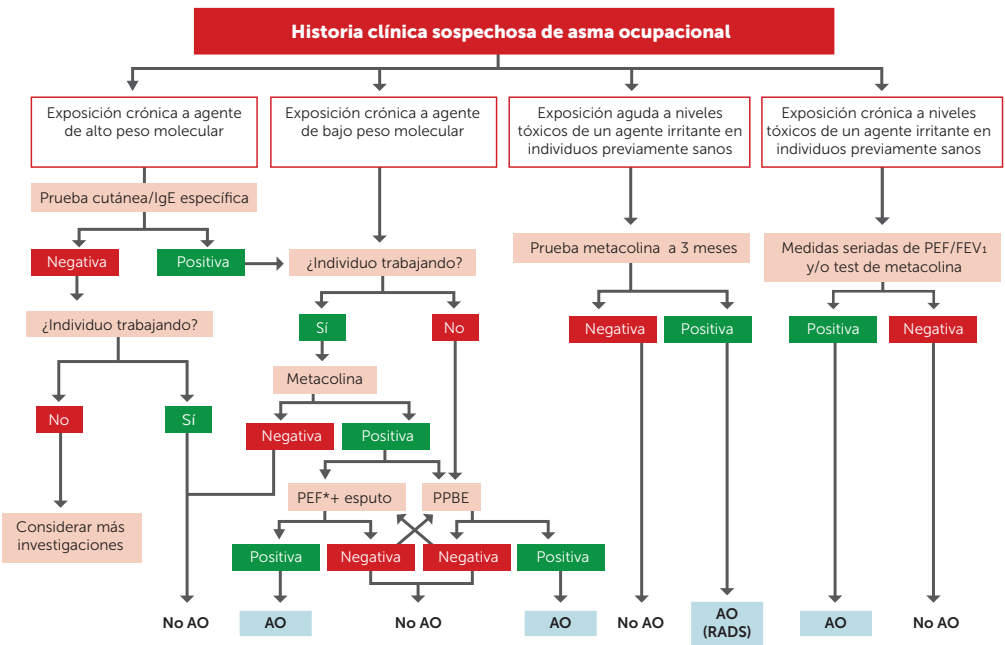 Historia clínica sospechosa de asma ocupacional
Exposición crónica a agente
de alto peso molecular
Exposición crónica a agente
de bajo peso molecular
Exposición aguda a niveles
tóxicos de un agente irritante en
individuos previamente sanos
Exposición crónica a niveles
tóxicos de un agente irritante en
individuos previamente sanos
Prueba cutánea/IgE específica
Negativa
Positiva
¿Individuo trabajando?
Prueba metacolina a 3 meses
Medidas seriadas de PEF/FEV1
y/o test de metacolina
¿Individuo trabajando?
Sí
No
Negativa
Positiva
Positiva
Negativa
Metacolina
No
Sí
Negativa
Positiva
PEF*+ esputo
PPBE
Considerar más
investigaciones
Positiva
Negativa
Negativa
Positiva
No AO
AO
No AO
AO
No AO
AO
(RADS)
AO
No AO